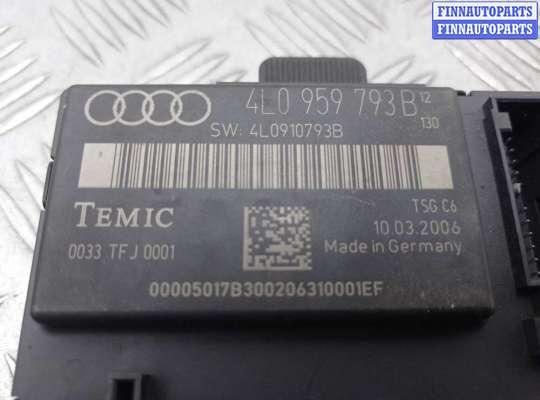 FINNAUTOPARTS
FINNAUTOPARTS
4L0 959 793B 12
SW: 4L0910793B 130
TEMIC
TSG C6
10.03.2006
0033 TFJ 0001
Made in Germany
00005017B300206310001EF